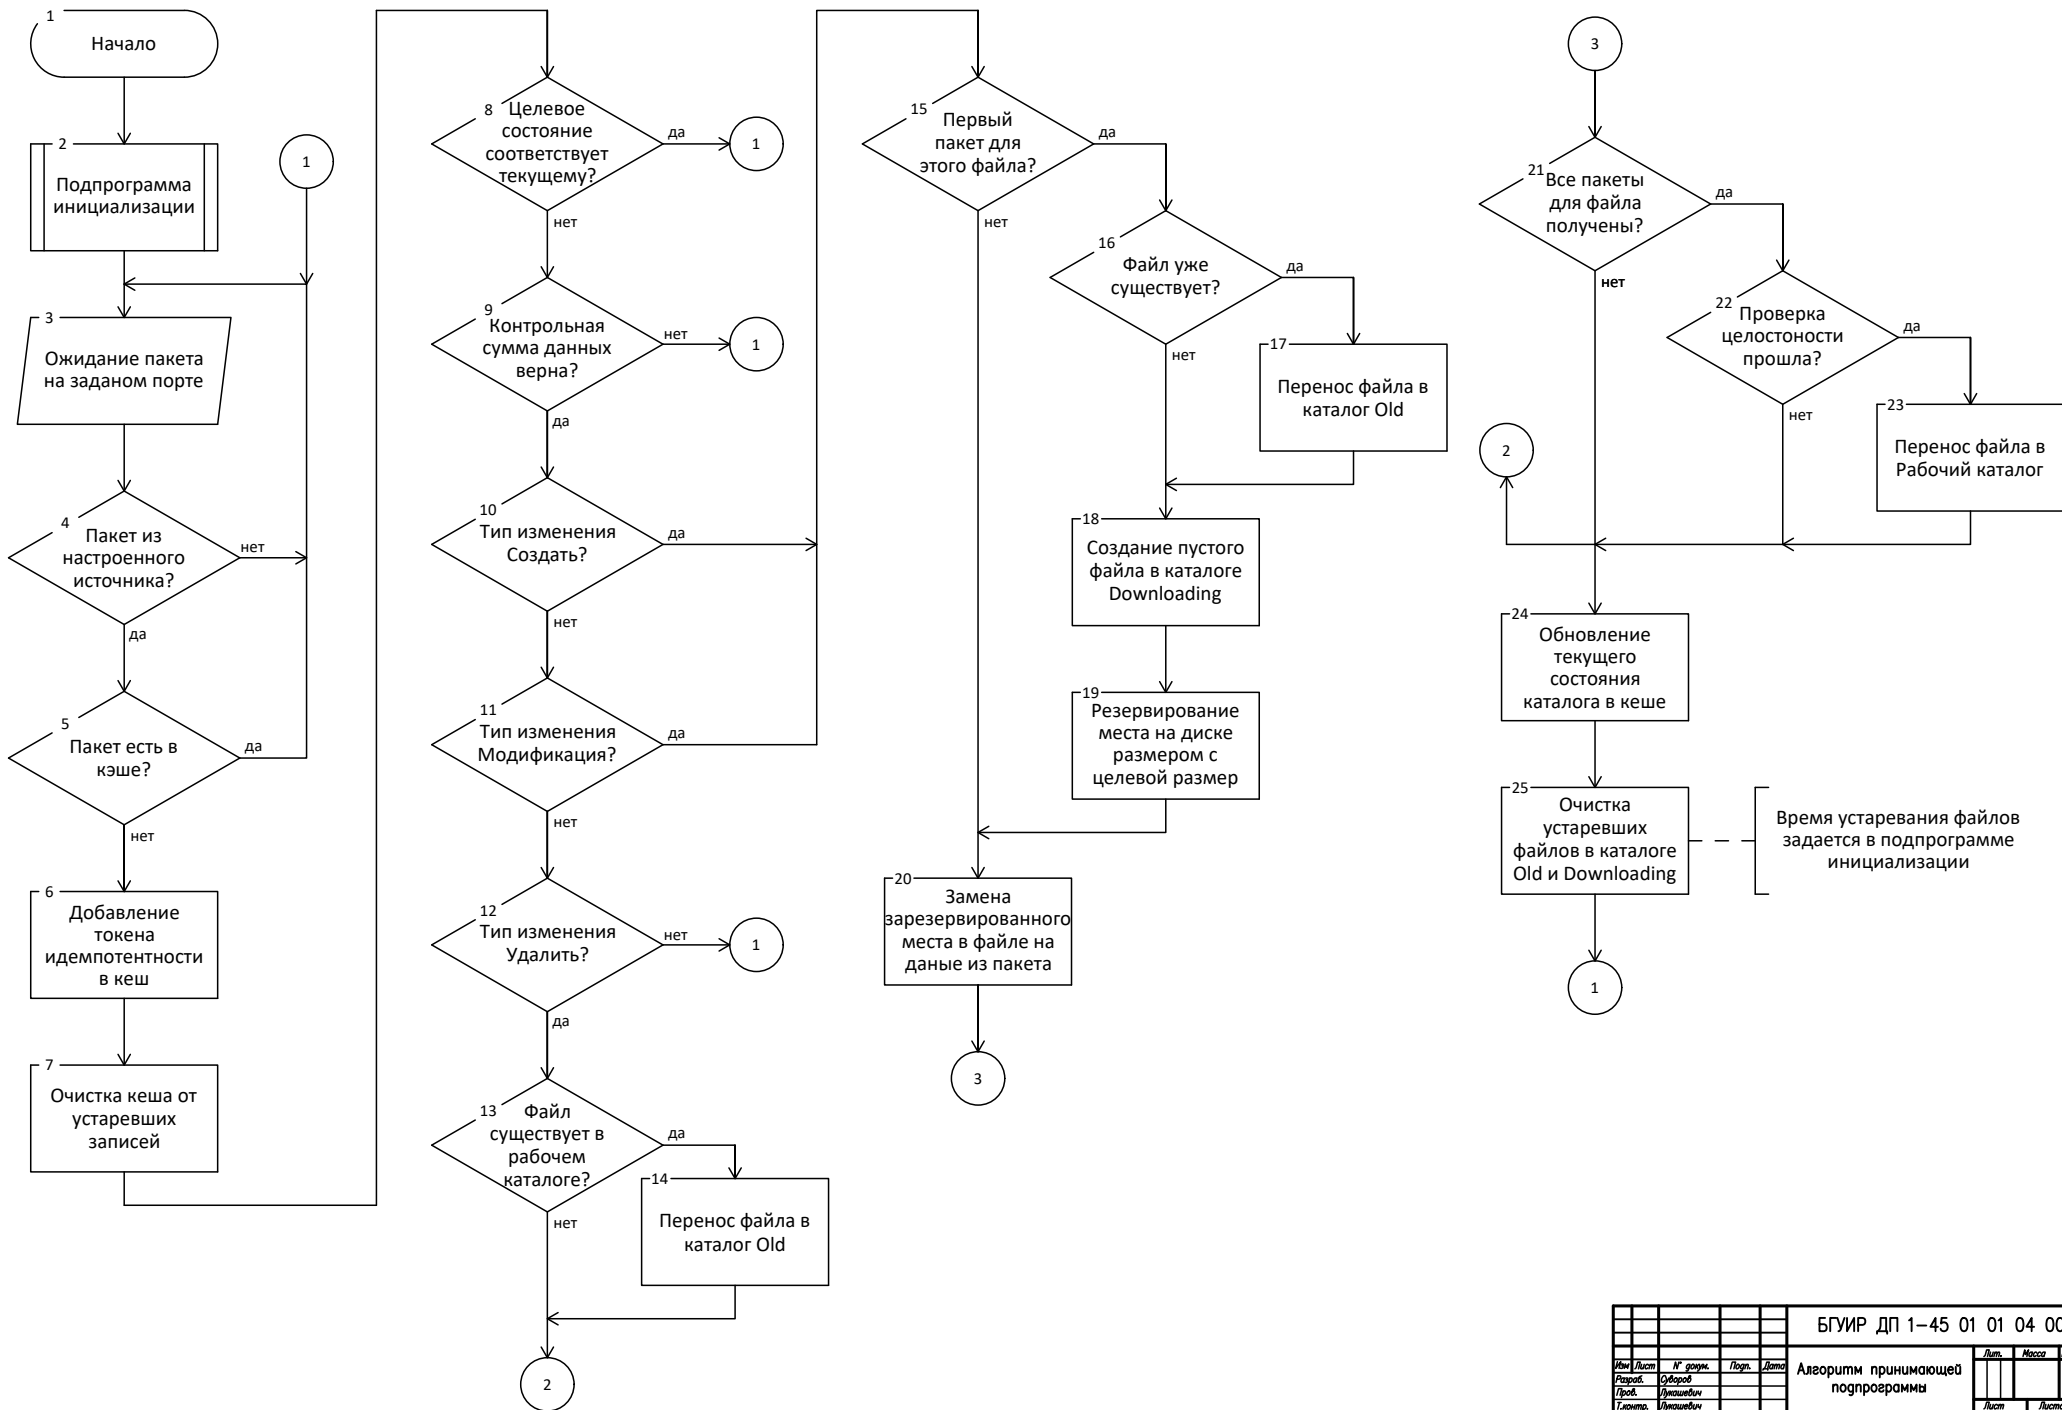 1
Начало
2
Подпрограмма
инициализации
1
3
Ожидание пакета
на заданом порте
4
Пакет из
настроенного
источника?
нет
да
5
Пакет есть в
кэше?
да
нет
6
Добавление
токена
идемпотентности
в кеш
7
Очистка кеша от
устаревших
записей
8
Целевое
состояние
соответствует
текущему?
да
1
нет
9
Контрольная
сумма данных
верна?
нет
1
да
10
Тип изменения
Создать?
да
нет
11
Тип изменения
Модификация?
да
нет
12
Тип изменения
Удалить?
нет
1
да
13
Файл
существует в
рабочем
каталоге?
да
нет
14
Перенос файла в
каталог Old
2
15
Первый
пакет для
этого файла?
да
нет
16
Файл уже
существует?
да
нет
17
Перенос файла в
каталог Old
18
Создание пустого
файла в каталоге
Downloading
19
Резервирование
места на диске
размером с
целевой размер
20
Замена
зарезервированного
места в файле на
даные из пакета
3
3
21
Все пакеты
для файла
получены?
да
нет
22
Проверка
целостоности
прошла?
да
нет
23
Перенос файла в
Рабочий каталог
2
24
Обновление
текущего
состояния
каталога в кеше
25
Очистка
устаревших
файлов в каталоге
Old и Downloading
Время устаревания файлов
задается в подпрограмме
инициализации
1
БГУИР ДП 1-45 01 01 04 00
Изм Лист N° докум. Подп. Дата
Разраб. Суворов
Пров. Лукашевич
Т.контр. Лукашевич
Алгоритм принимающей
подпрограммы
Лит. Масса
Лист